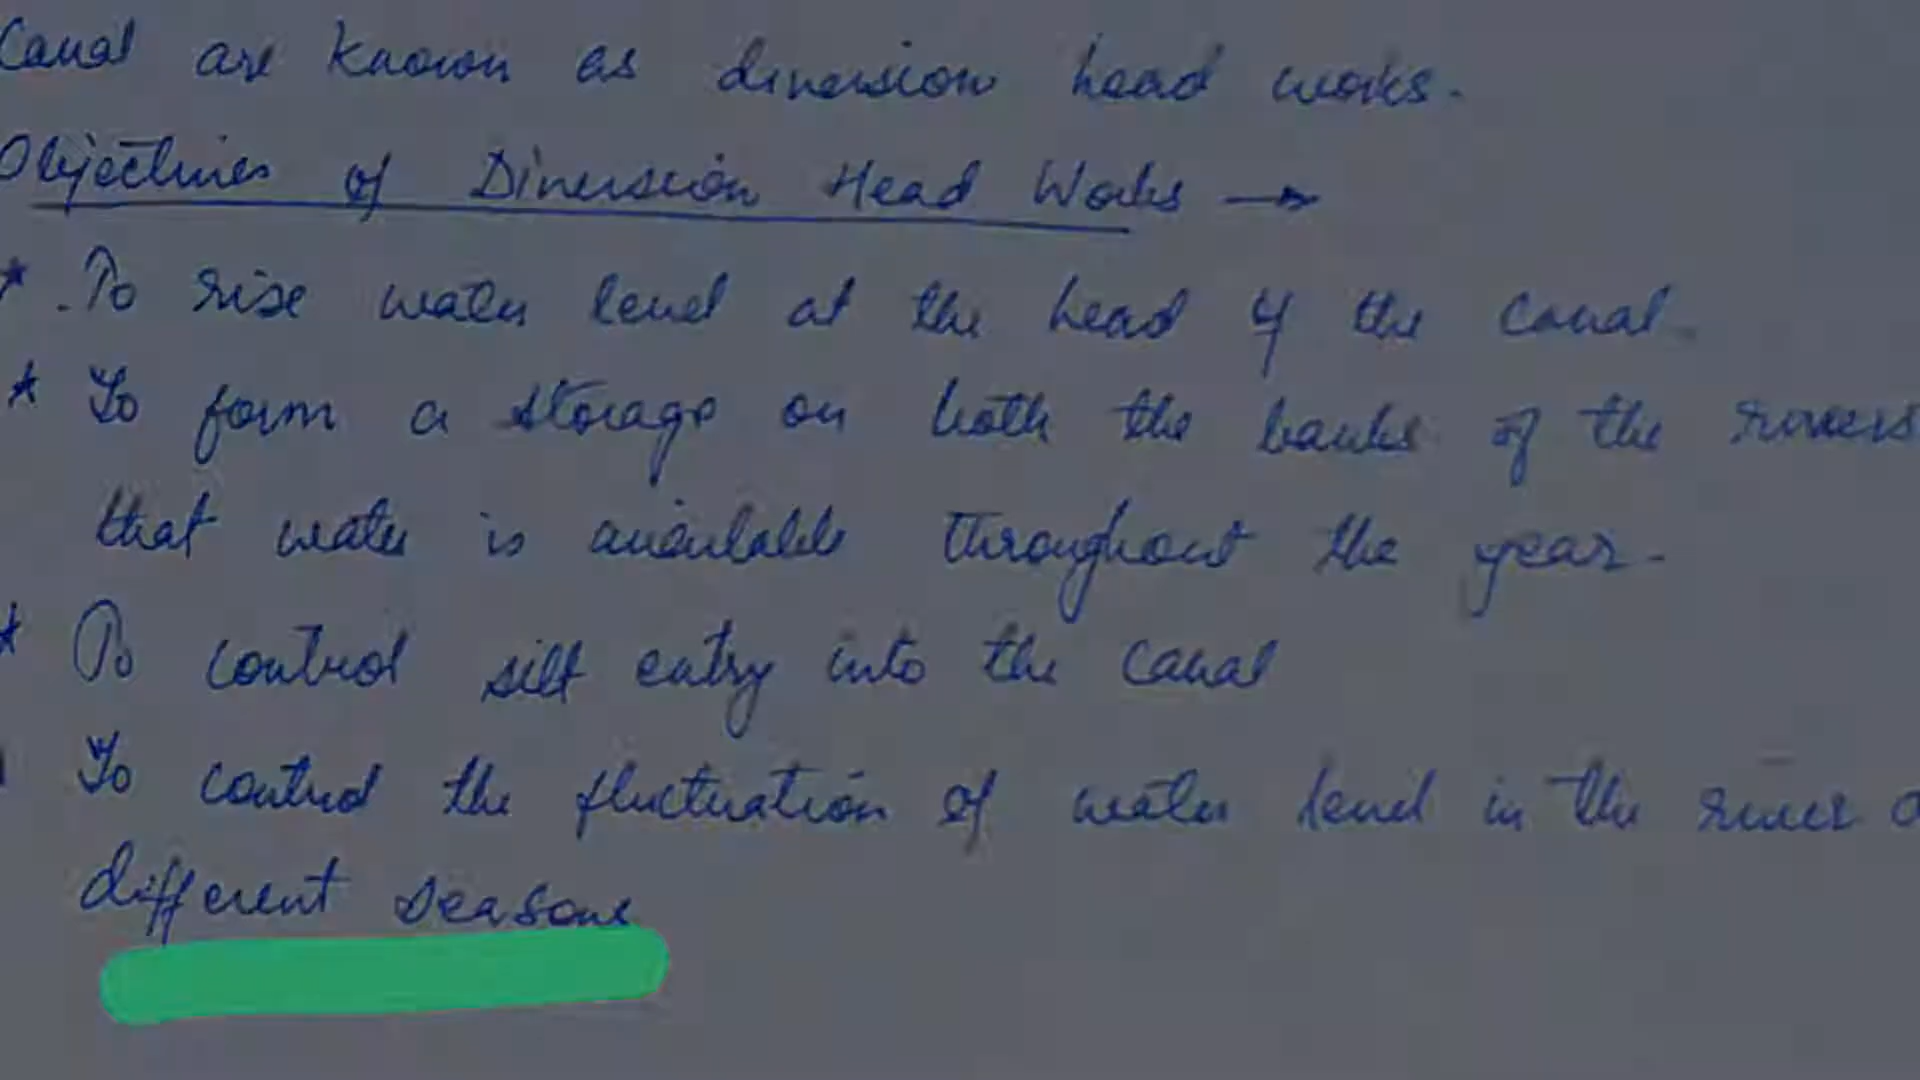 Canal are known as diversion head works.
Objectives of Diversion Head Works →
* To rise water level at the head of the canal.
* To form a storage on both the banks of the rivers
that water is available throughout the year.
* To control silt entry into the canal
To control the fluctuation of water level in the river
different seasons